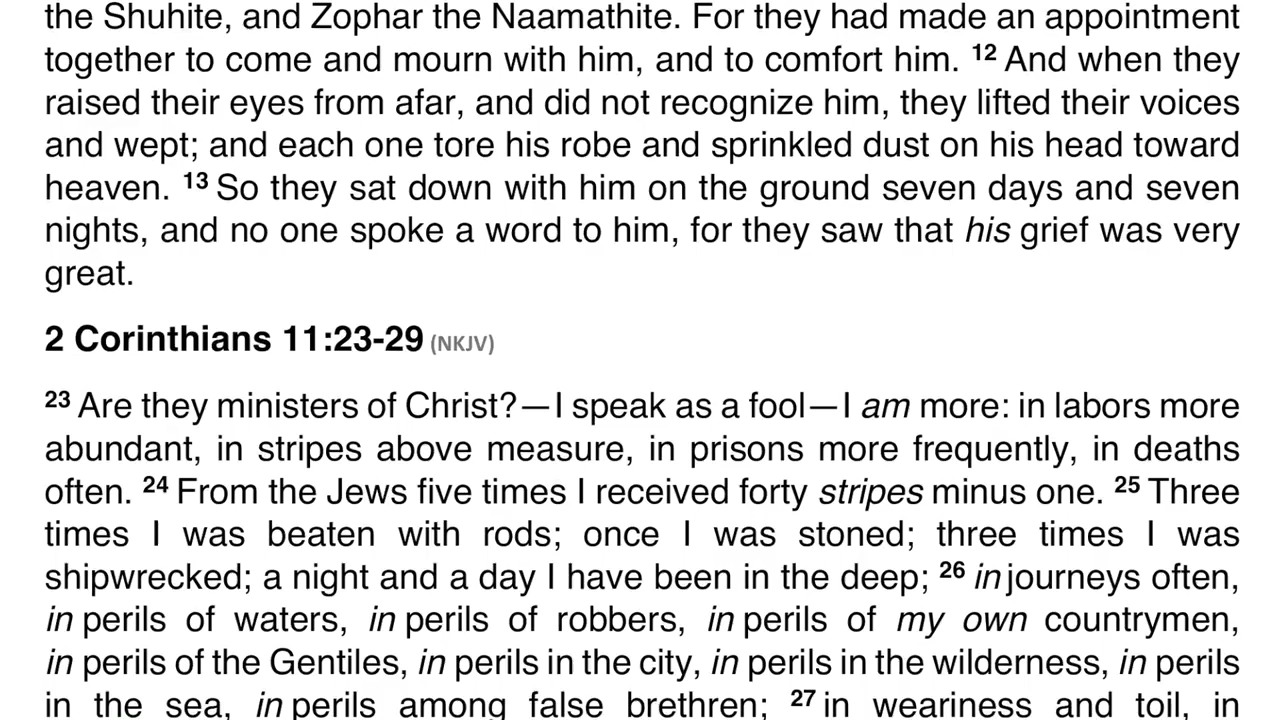 the Shuhite, and Zophar the Naamathite. For they had made an appointment
together to come and mourn with him, and to comfort him. 12 And when they
raised their eyes from afar, and did not recognize him, they lifted their voices
and wept; and each one tore his robe and sprinkled dust on his head toward
heaven. 13 So they sat down with him on the ground seven days and seven
nights, and no one spoke a word to him, for they saw that his grief was very
great.
2 Corinthians 11:23-29 (NKJV)
23 Are they ministers of Christ?—I speak as a fool—I am more: in labors more
abundant, in stripes above measure, in prisons more frequently, in deaths
often. 24 From the Jews five times I received forty stripes minus one. 25 Three
times I was beaten with rods; once I was stoned; three times I was
shipwrecked; a night and a day I have been in the deep; 26 in journeys often,
in perils of waters, in perils of robbers, in perils of my own countrymen,
in perils of the Gentiles, in perils in the city, in perils in the wilderness, in perils
in the sea, in perils among false brethren; 27 in weariness and toil, in